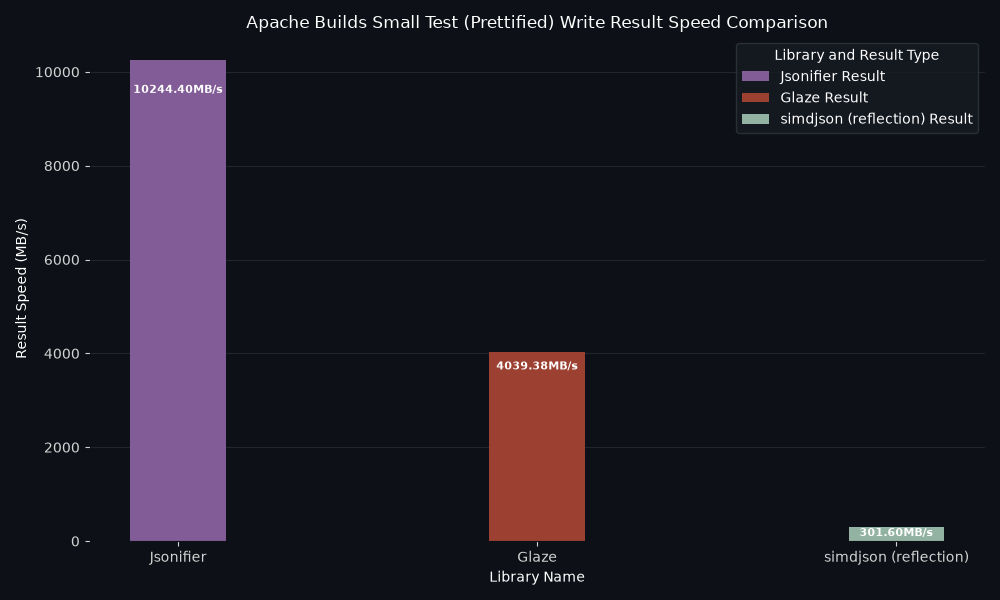 Apache Builds Small Test (Prettified) Write Result Speed Comparison
Library and Result Type
Jsonifier Result
Glaze Result
simdjson (reflection) Result
Result Speed (MB/s)
10000
8000
6000
4000
2000
0
10244.40MB/s
4039.38MB/s
301.60MB/s
Jsonifier
Glaze
simdjson (reflection)
Library Name